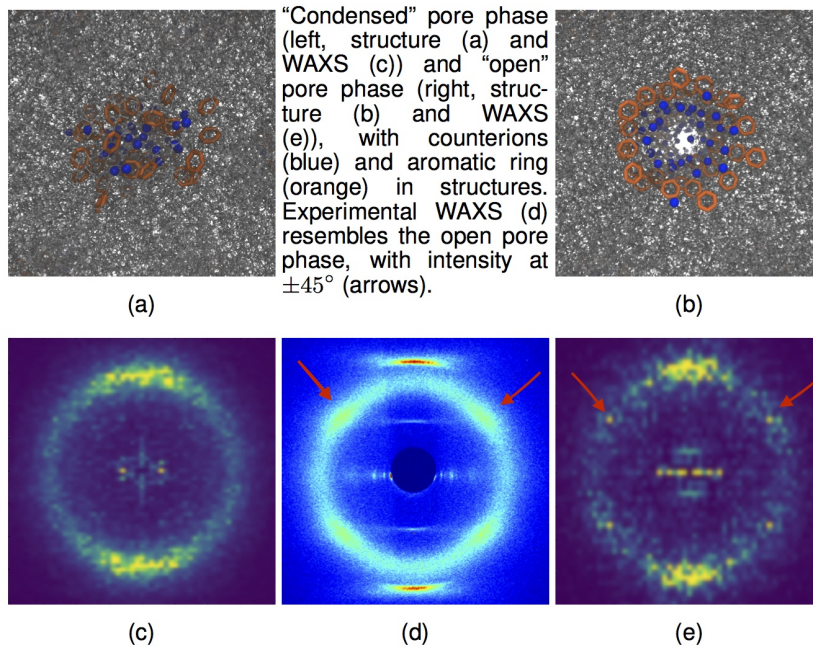 “Condensed” pore phase
(left, structure (a) and
WAXS (c)) and “open”
pore phase (right, struc-
ture (b) and WAXS
(e)), with counterions
(blue) and aromatic ring
(orange) in structures.
Experimental WAXS (d)
resembles the open pore
phase, with intensity at
±45° (arrows).
(a)
(b)
(c)
(d)
(e)